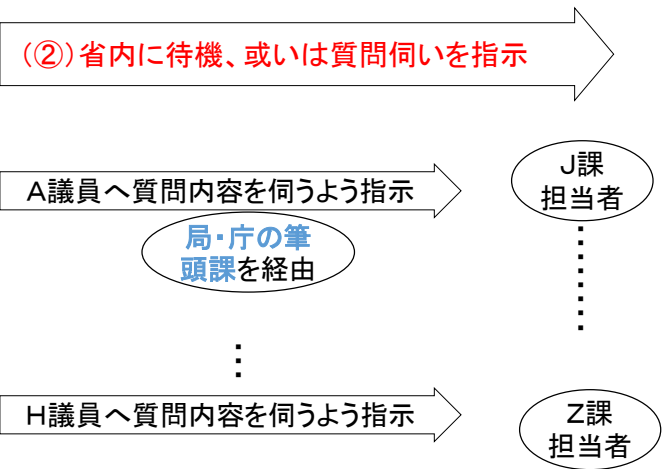 （②）省内に待機、或いは質問伺いを指示
A議員へ質問内容を伺うよう指示
J課
担当者
局・庁の筆
頭課を経由
H議員へ質問内容を伺うよう指示
Z課
担当者